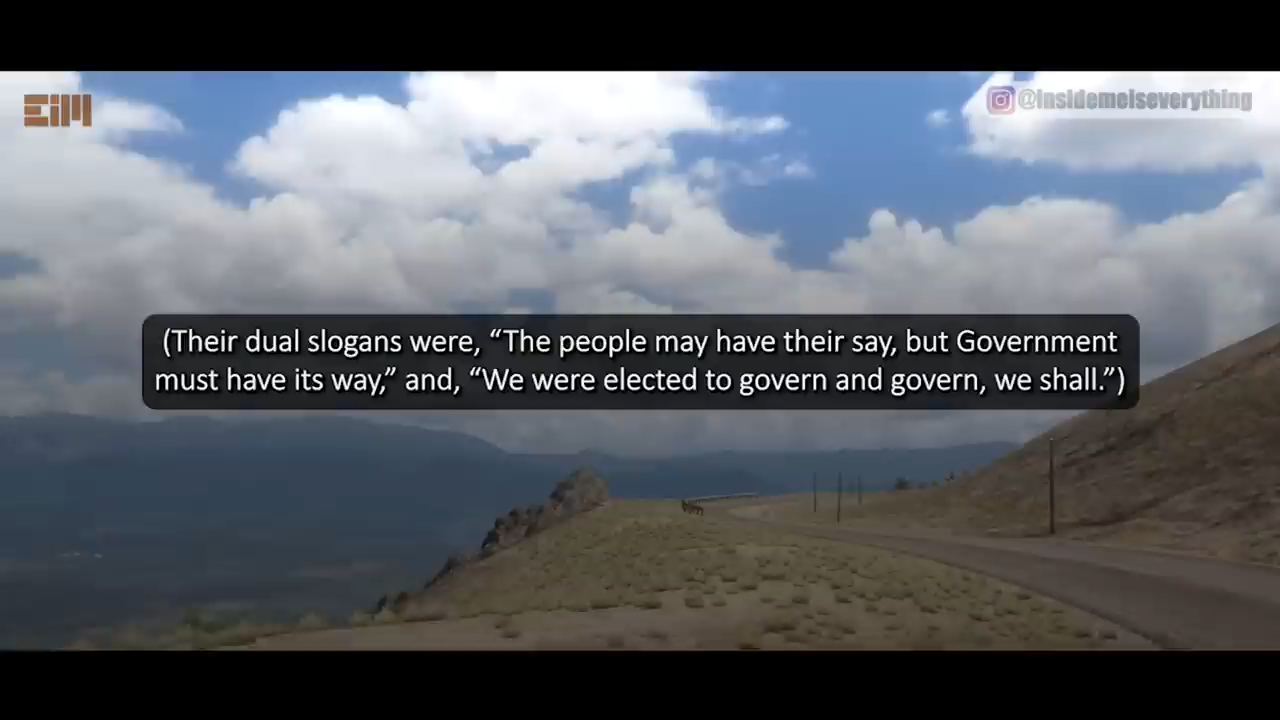 EiM
@insidemeiseverything
(Their dual slogans were, “The people may have their say, but Government
must have its way,” and, “We were elected to govern and govern, we shall.”)